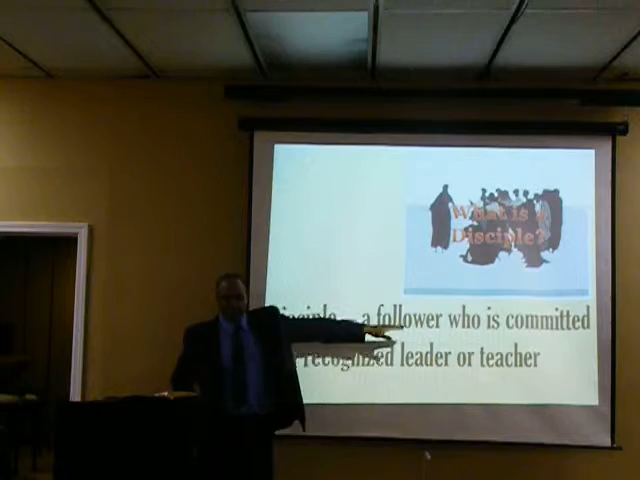 What is a
Disciple?
a follower who is committed
recognized leader or teacher